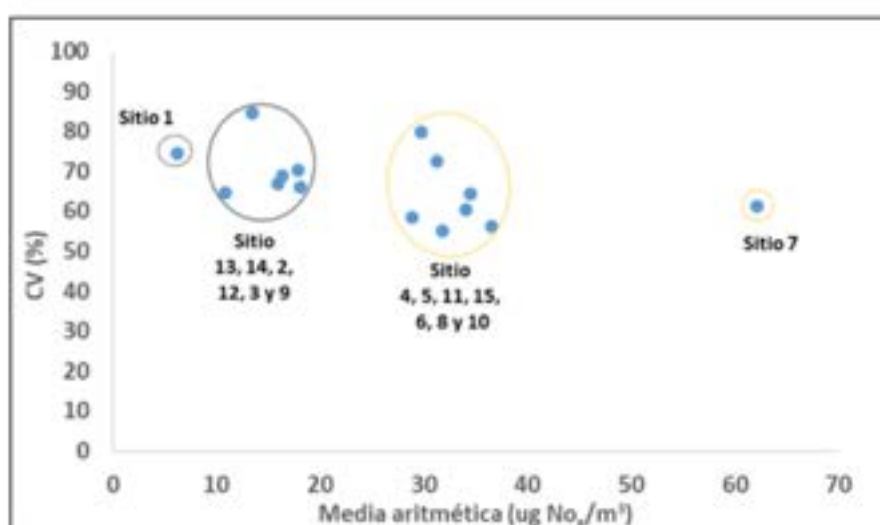 100
90
80
70
60
50
40
30
20
10
0
CV (%)
Sitio 1
Sitio
13, 14, 2,
12, 3 y 9
Sitio
4, 5, 11, 15,
6, 8 y 10
Sitio 7
0 10 20 30 40 50 60 70
Media aritmética (ug Noₓ/m³)